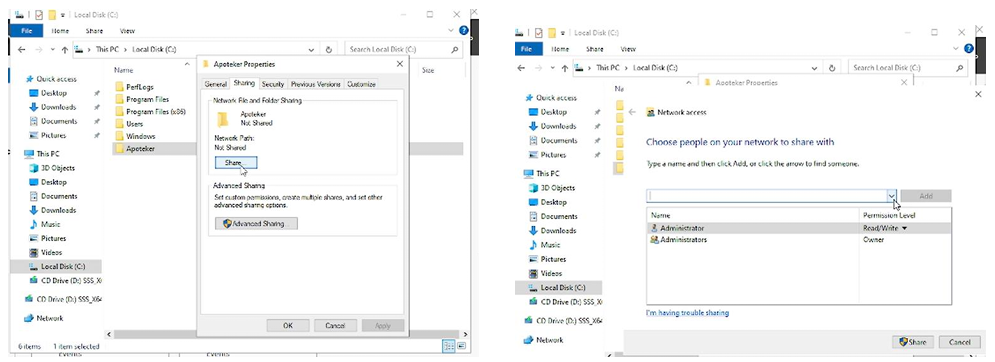 Local Disk (C:)
File Home Share View
This PC > Local Disk (C:)
Search Local Disk (C:)
Name
Size
Quick access
Desktop
Downloads
Documents
Pictures
This PC
3D Objects
Desktop
Documents
Downloads
Music
Pictures
Videos
Local Disk (C:)
CD Drive (D:) SSS_X64
CD Drive (D:) SSS_X64
Network
PerfLogs
Program Files
Program Files (x86)
Users
Windows
Apoteker
6 items 1 item selected
Apoteker Properties
General Sharing Security Previous Versions Customize
Network File and Folder Sharing
Apoteker
Not Shared
Network Path:
Not Shared
Share...
Advanced Sharing
Set custom permissions, create multiple shares, and set other
advanced sharing options.
Advanced Sharing...
OK Cancel Apply
Local Disk (C:)
File Home Share View
This PC > Local Disk (C:)
Search Local Disk (C:)
Na
Quick access
Desktop
Downloads
Documents
Pictures
This PC
3D Objects
Desktop
Documents
Downloads
Music
Pictures
Videos
Local Disk (C:)
CD Drive (D:) SSS_X6
CD Drive (D:) SSS_X64
Network
Apoteker Properties
Network access
Choose people on your network to share with
Type a name and then click Add, or click the arrow to find someone.
Add
Name Permission Level
Administrator Read/Write
Administrators Owner
I'm having trouble sharing
Share Cancel